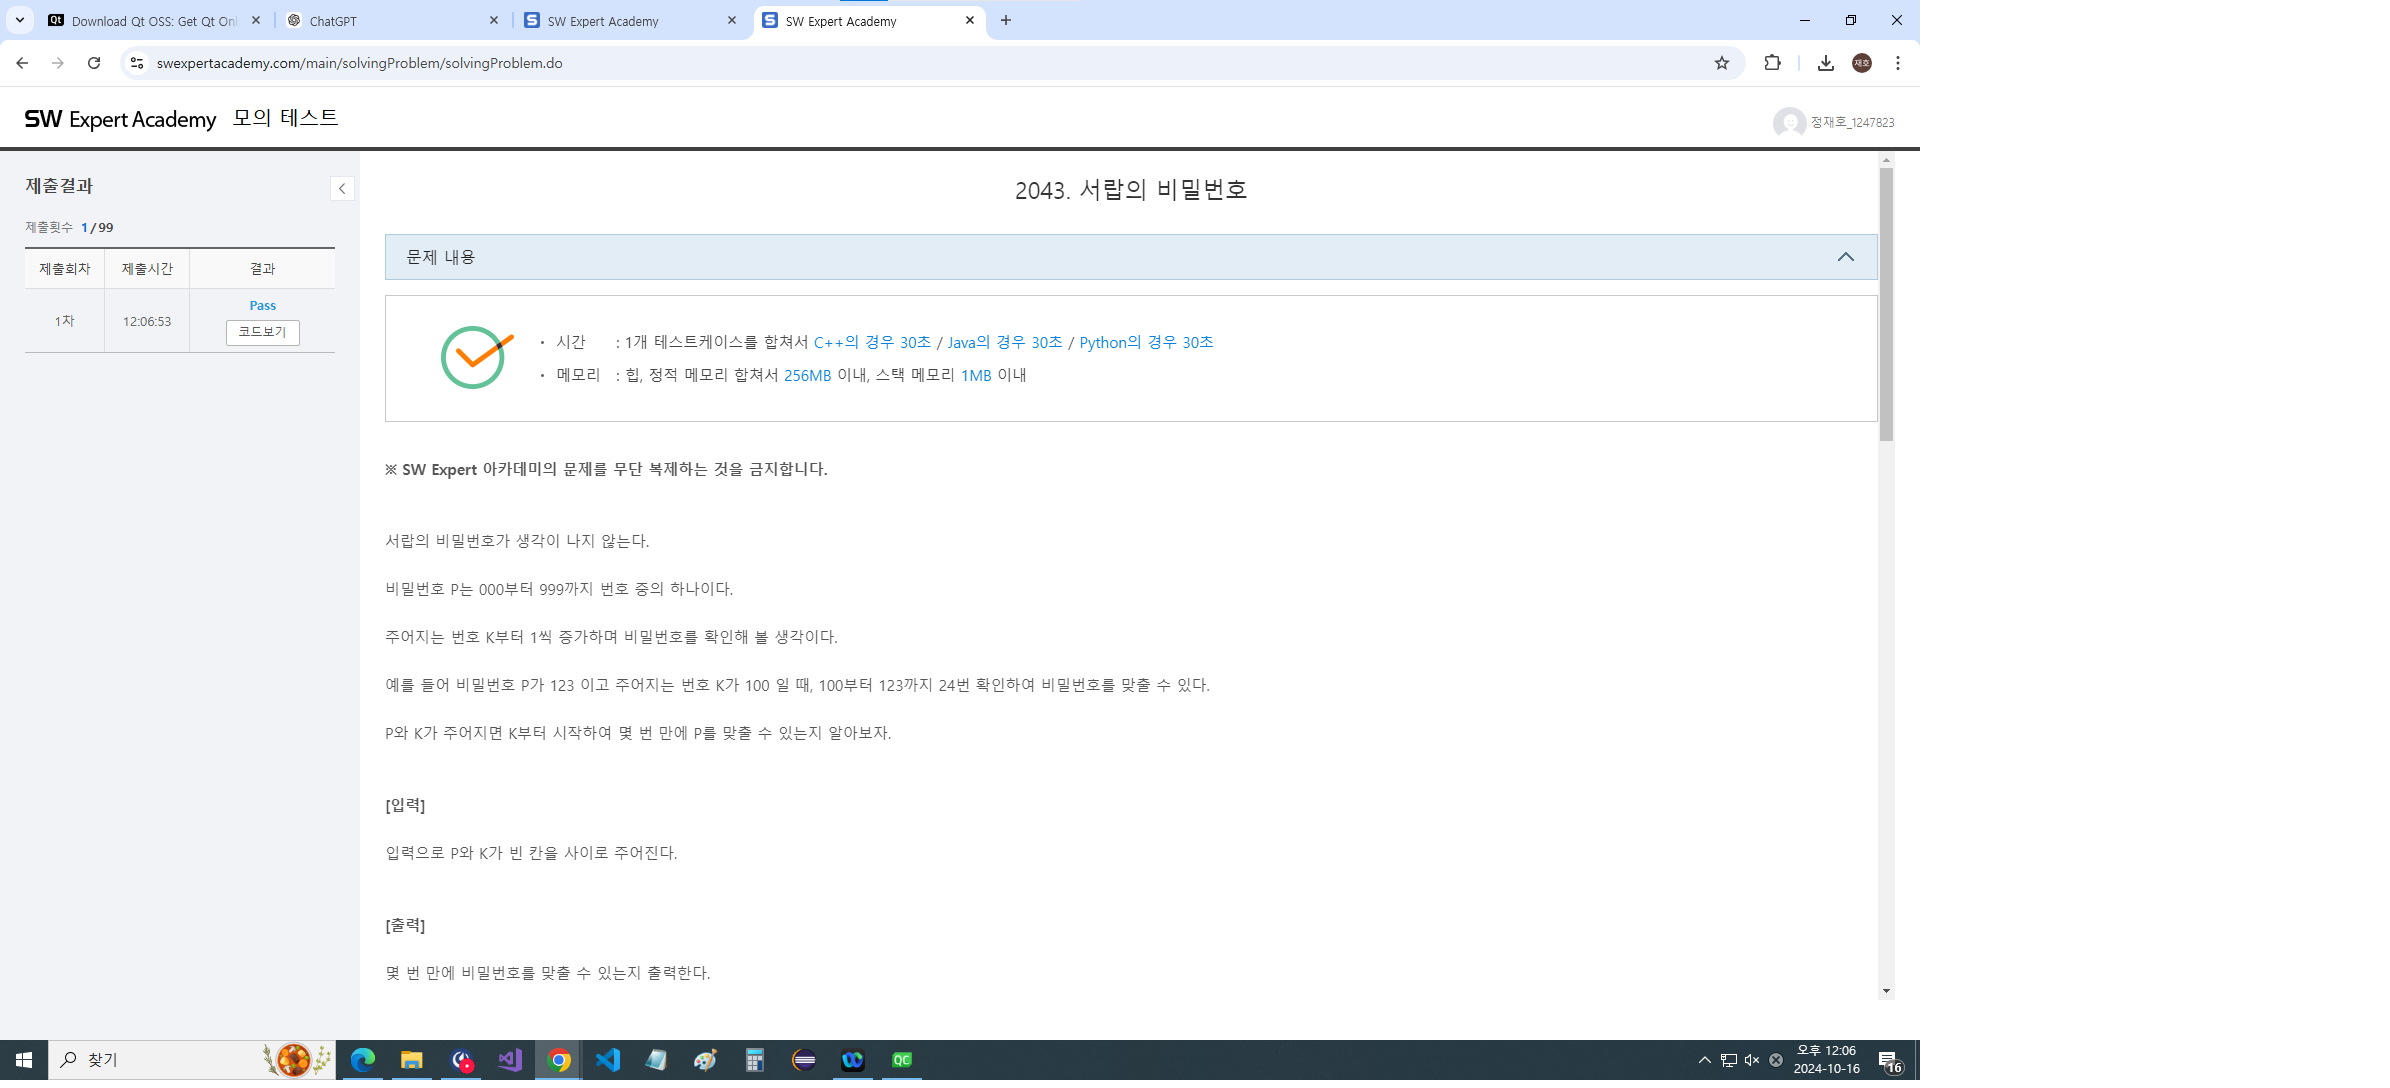 Download Qt OSS: Get Qt Onl
ChatGPT
SW Expert Academy
SW Expert Academy
swexpertacademy.com/main/solvingProblem/solvingProblem.do
재호
SW Expert Academy 모의 테스트
정재호_1247823
제출결과
제출횟수 1 / 99
제출회차 제출시간 결과
1차 12:06:53 Pass
코드보기
2043. 서랍의 비밀번호
문제 내용
• 시간 : 1개 테스트케이스를 합쳐서 C++의 경우 30초 / Java의 경우 30초 / Python의 경우 30초
• 메모리 : 힙, 정적 메모리 합쳐서 256MB 이내, 스택 메모리 1MB 이내
※ SW Expert 아카데미의 문제를 무단 복제하는 것을 금지합니다.
서랍의 비밀번호가 생각이 나지 않는다.
비밀번호 P는 000부터 999까지 번호 중의 하나이다.
주어지는 번호 K부터 1씩 증가하며 비밀번호를 확인해 볼 생각이다.
예를 들어 비밀번호 P가 123 이고 주어지는 번호 K가 100 일 때, 100부터 123까지 24번 확인하여 비밀번호를 맞출 수 있다.
P와 K가 주어지면 K부터 시작하여 몇 번 만에 P를 맞출 수 있는지 알아보자.
[입력]
입력으로 P와 K가 빈 칸을 사이로 주어진다.
[출력]
몇 번 만에 비밀번호를 맞출 수 있는지 출력한다.
찾기
QC
오후 12:06
2024-10-16
16